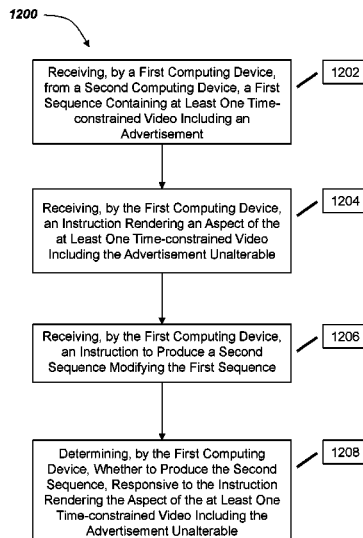 1200
Receiving, by a First Computing Device,
from a Second Computing Device, a First
Sequence Containing at Least One Time-
constrained Video Including an
Advertisement
1202
Receiving, by the First Computing Device,
an Instruction Rendering an Aspect of the
at Least One Time-constrained Video
Including the Advertisement Unalterable
1204
Receiving, by the First Computing Device,
an Instruction to Produce a Second
Sequence Modifying the First Sequence
1206
Determining, by the First Computing
Device, Whether to Produce the Second
Sequence, Responsive to the Instruction
Rendering the Aspect of the at Least One
Time-constrained Video Including the
Advertisement Unalterable
1208